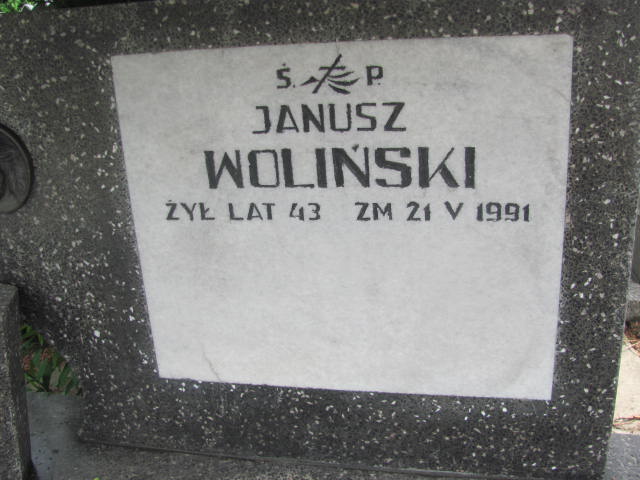 Ś. P.
JANUSZ
WOLIŃSKI
ŻYŁ LAT 43 ZM 21 V 1991